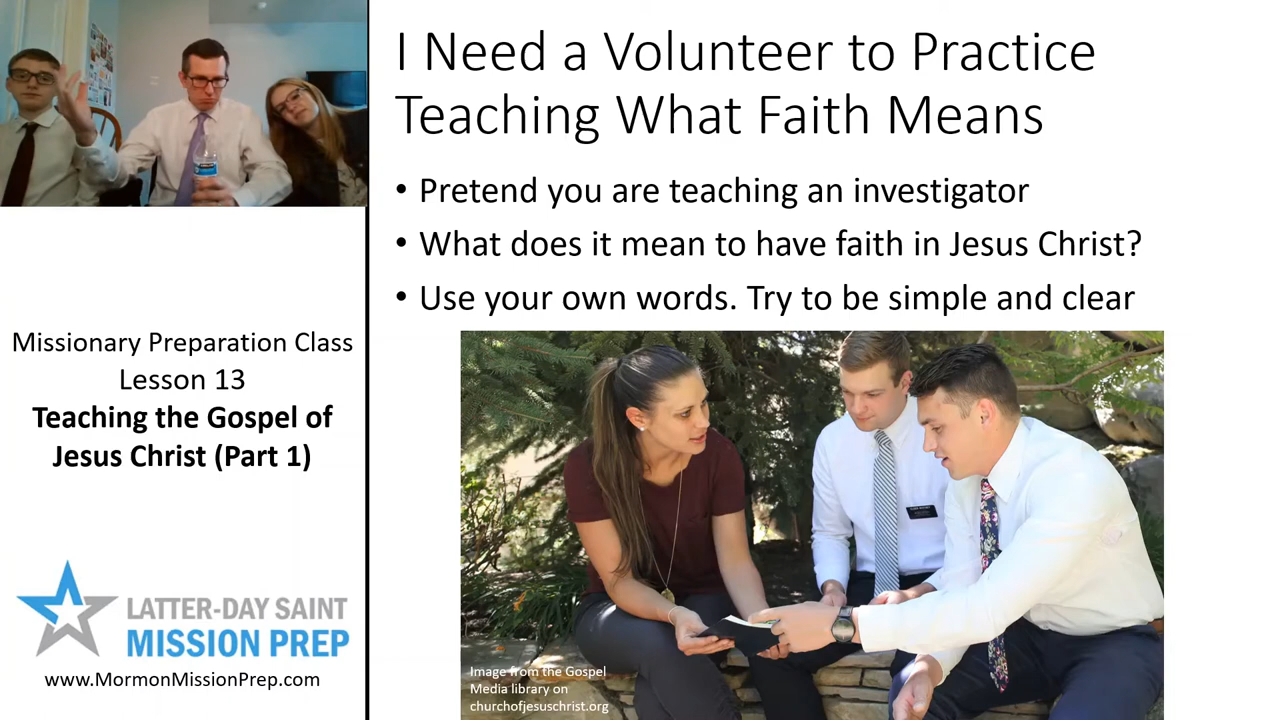 I Need a Volunteer to Practice
Teaching What Faith Means
• Pretend you are teaching an investigator
• What does it mean to have faith in Jesus Christ?
• Use your own words. Try to be simple and clear
Missionary Preparation Class
Lesson 13
Teaching the Gospel of
Jesus Christ (Part 1)
LATTER-DAY SAINT
MISSION PREP
www.MormonMissionPrep.com
Image from the Gospel
Media library on
churchofjesuschrist.org